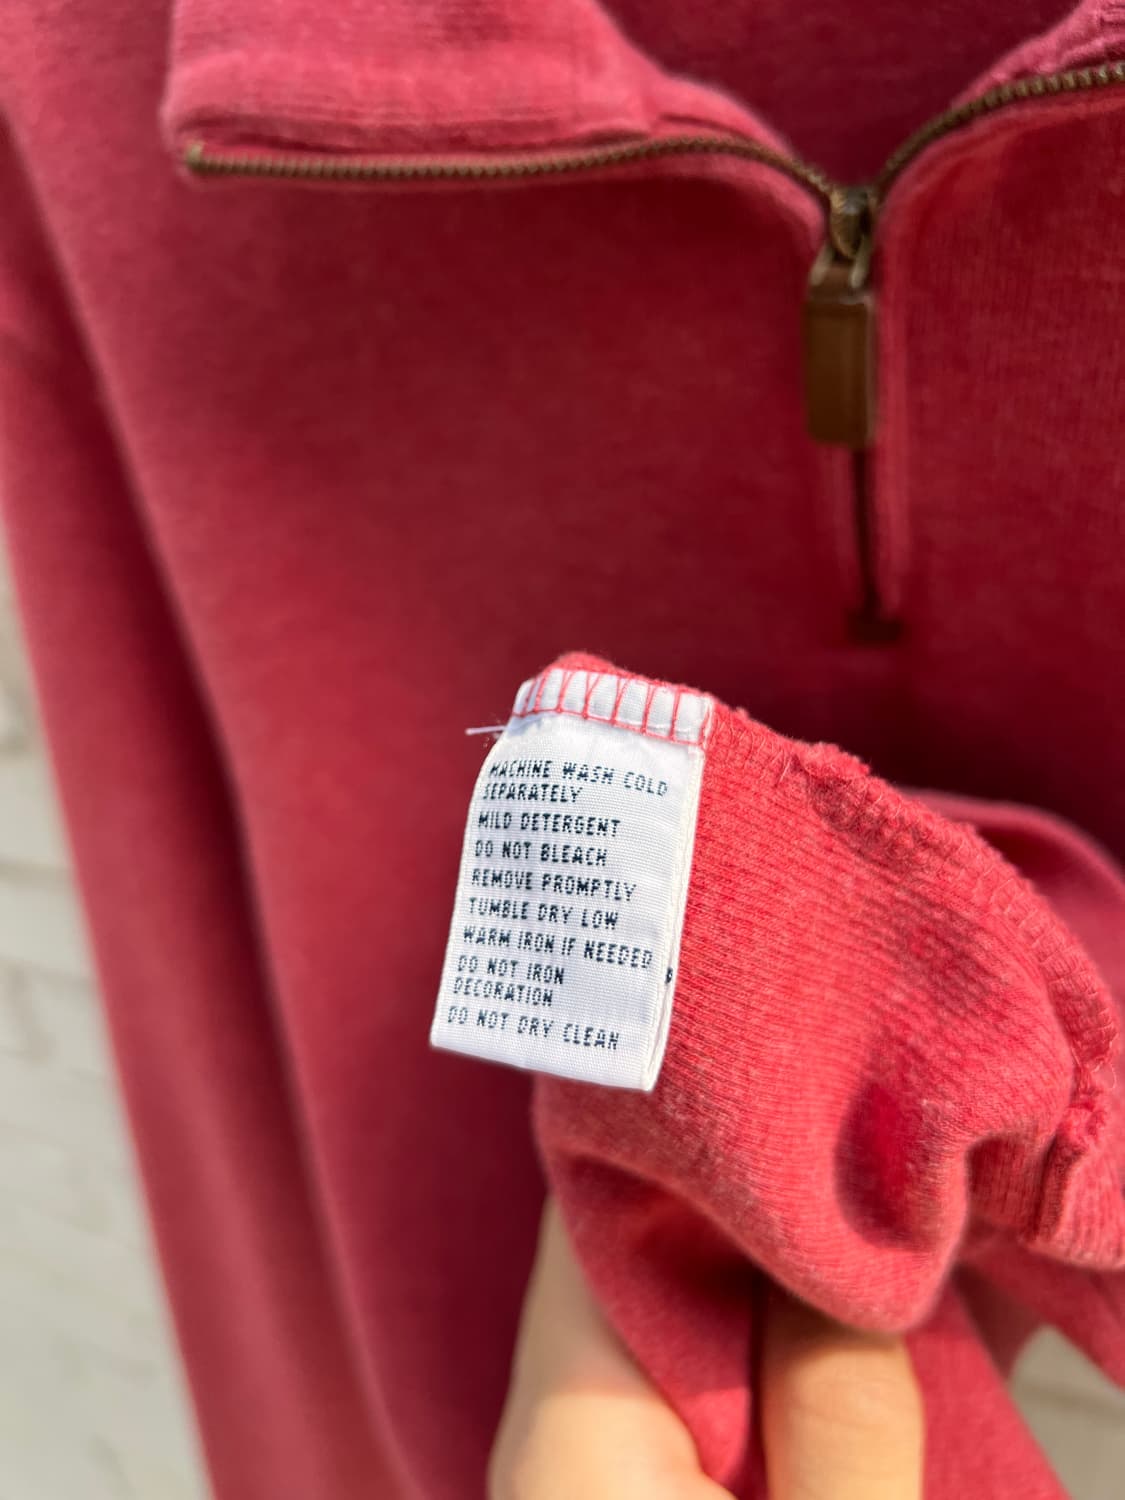 MACHINE WASH COLD
SEPARATELY
MILD DETERGENT
DO NOT BLEACH
REMOVE PROMPTLY
TUMBLE DRY LOW
WARM IRON IF NEEDED
DO NOT IRON
DECORATION
DO NOT DRY CLEAN